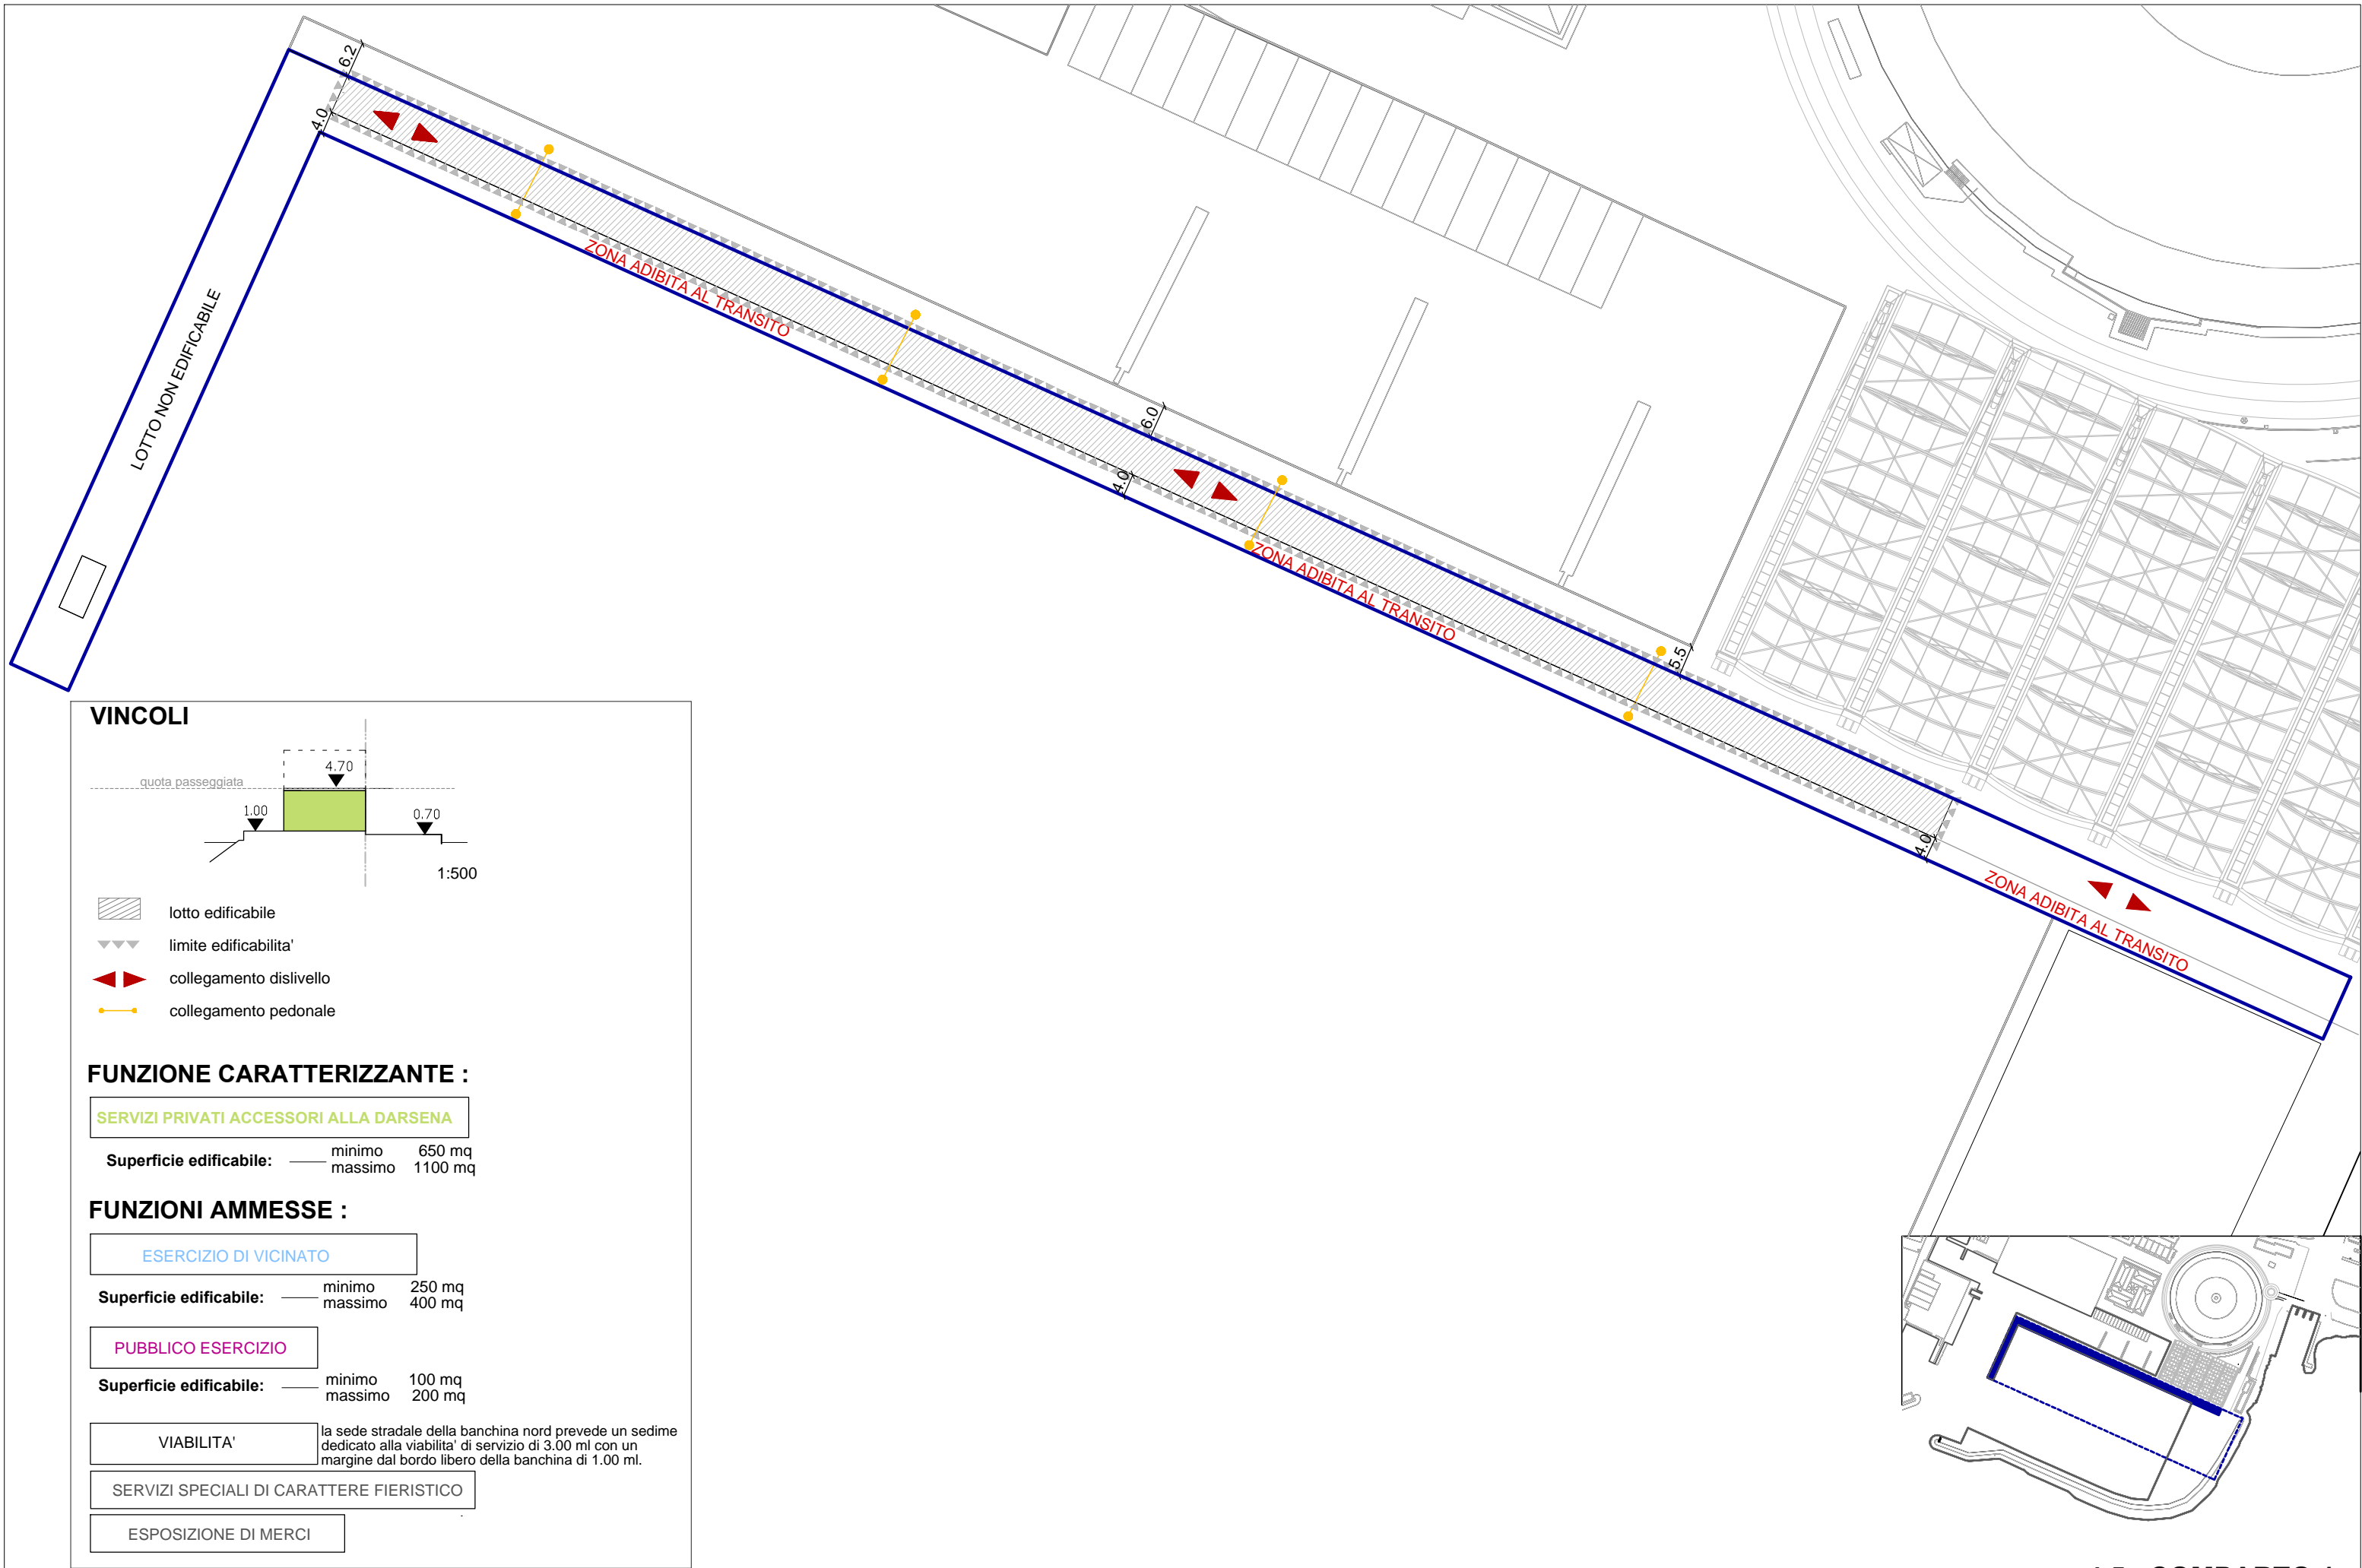 6.2
4.0
ZONA ADIBITA AL TRANSITO
LOTTO NON EDIFICABILE
6.0
4.0
ZONA ADIBITA AL TRANSITO
5.5
4.0
ZONA ADIBITA AL TRANSITO
VINCOLI
4.70
quota passeggiata
1.00
0.70
1:500
lotto edificabile
limite edificabilita'
collegamento dislivello
collegamento pedonale
FUNZIONE CARATTERIZZANTE :
SERVIZI PRIVATI ACCESSORI ALLA DARSENA
Superficie edificabile: minimo 650 mq
massimo 1100 mq
FUNZIONI AMMESSE :
ESERCIZIO DI VICINATO
Superficie edificabile: minimo 250 mq
massimo 400 mq
PUBBLICO ESERCIZIO
Superficie edificabile: minimo 100 mq
massimo 200 mq
VIABILITA'
la sede stradale della banchina nord prevede un sedime
dedicato alla viabilita' di servizio di 3.00 ml con un
margine dal bordo libero della banchina di 1.00 ml.
SERVIZI SPECIALI DI CARATTERE FIERISTICO
ESPOSIZIONE DI MERCI